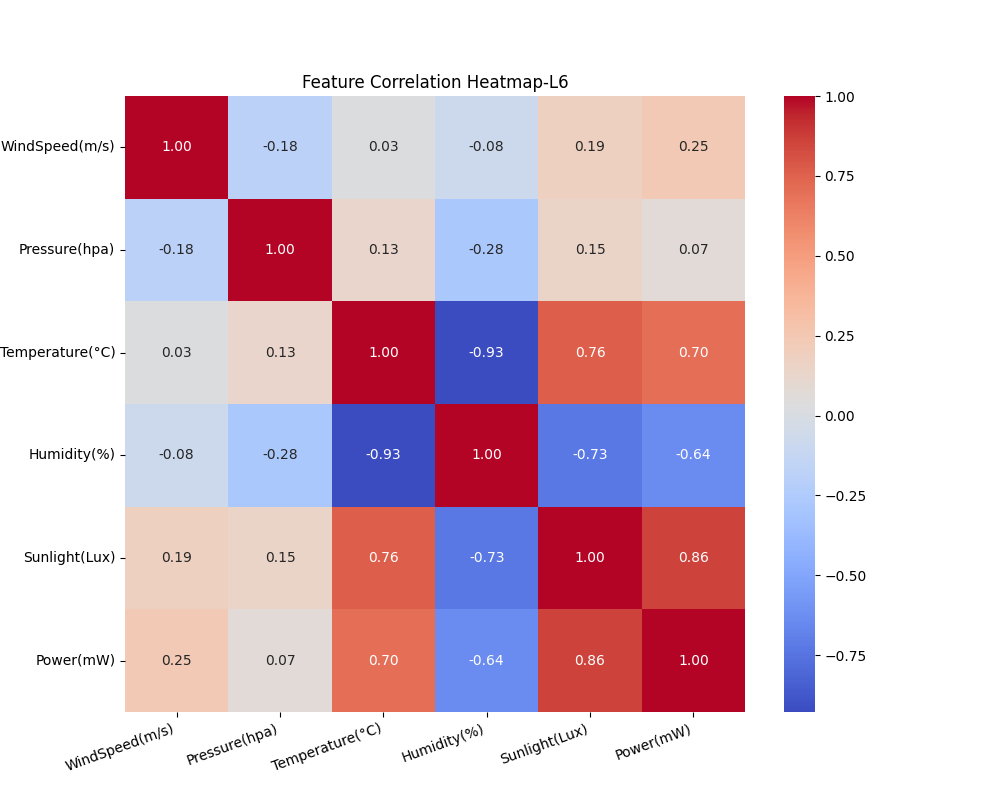 Feature Correlation Heatmap-L6
WindSpeed(m/s) 1.00 -0.18 0.03 -0.08 0.19 0.25
Pressure(hpa) -0.18 1.00 0.13 -0.28 0.15 0.07
Temperature(°C) 0.03 0.13 1.00 -0.93 0.76 0.70
Humidity(%) -0.08 -0.28 -0.93 1.00 -0.73 -0.64
Sunlight(Lux) 0.19 0.15 0.76 -0.73 1.00 0.86
Power(mW) 0.25 0.07 0.70 -0.64 0.86 1.00
WindSpeed(m/s) Pressure(hpa) Temperature(°C) Humidity(%) Sunlight(Lux) Power(mW)
1.00
0.75
0.50
0.25
0.00
−0.25
−0.50
−0.75